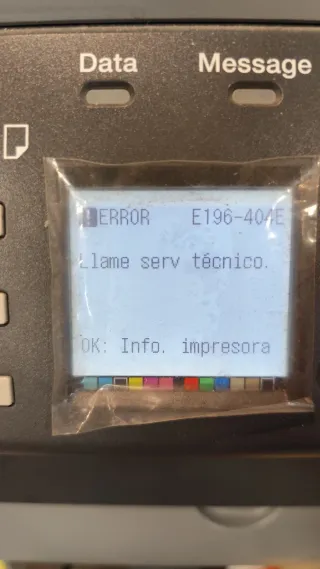 Data Message
!ERROR E196-404E
Llame serv técnico.
OK: Info. impresora